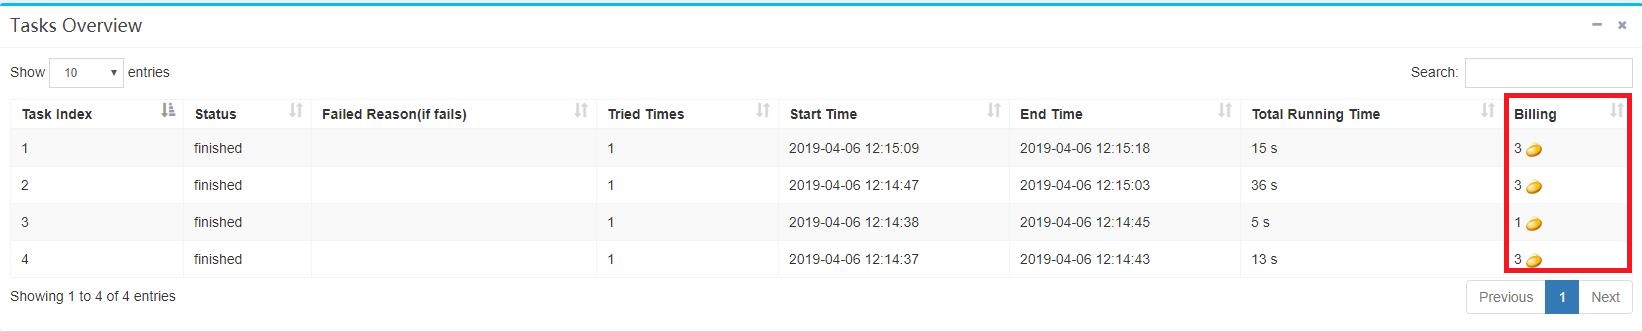 Tasks Overview
Show 10 entries Search:
Task Index Status Failed Reason(if fails) Tried Times Start Time End Time Total Running Time Billing
1 finished 1 2019-04-06 12:15:09 2019-04-06 12:15:18 15 s 3
2 finished 1 2019-04-06 12:14:47 2019-04-06 12:15:03 36 s 3
3 finished 1 2019-04-06 12:14:38 2019-04-06 12:14:45 5 s 1
4 finished 1 2019-04-06 12:14:37 2019-04-06 12:14:43 13 s 3
Showing 1 to 4 of 4 entries Previous 1 Next